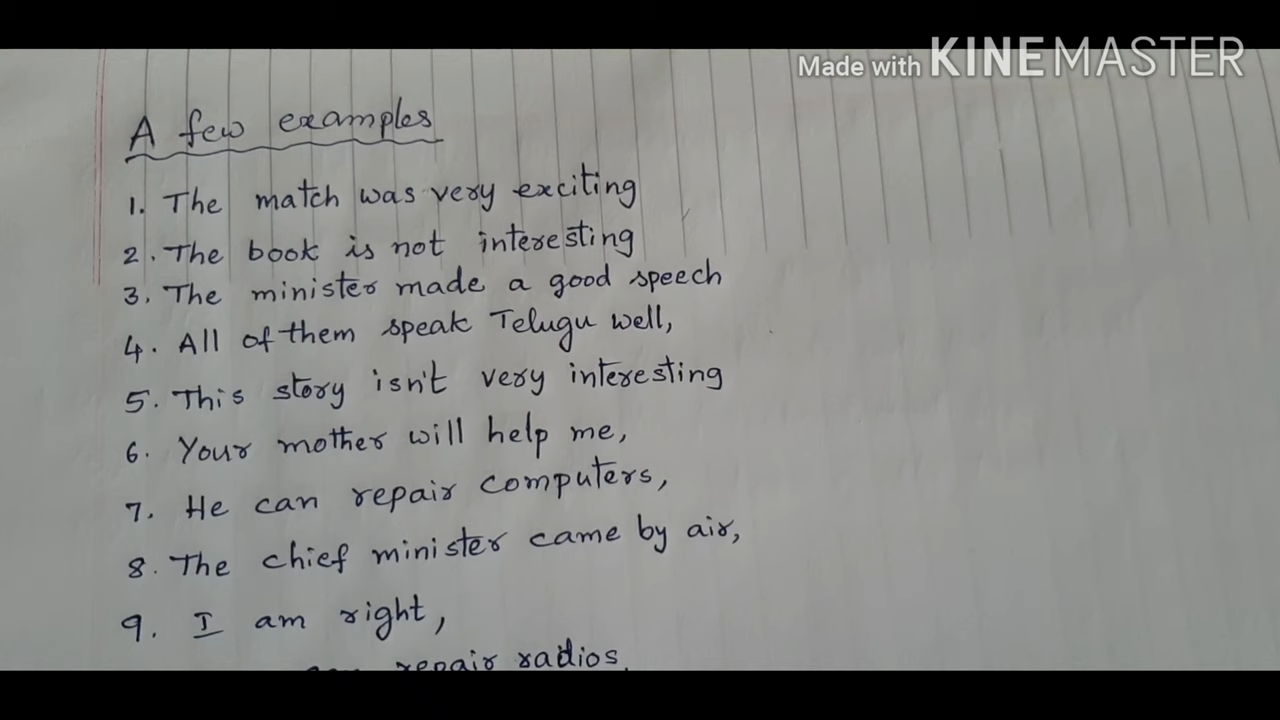 Made with KINEMASTER
A few examples
1. The match was very exciting
2. The book is not interesting
3. The minister made a good speech
4. All of them speak Telugu well,
5. This story isn't very interesting
6. Your mother will help me,
7. He can repair computers,
8. The chief minister came by air,
9. I am right,
repair radios.